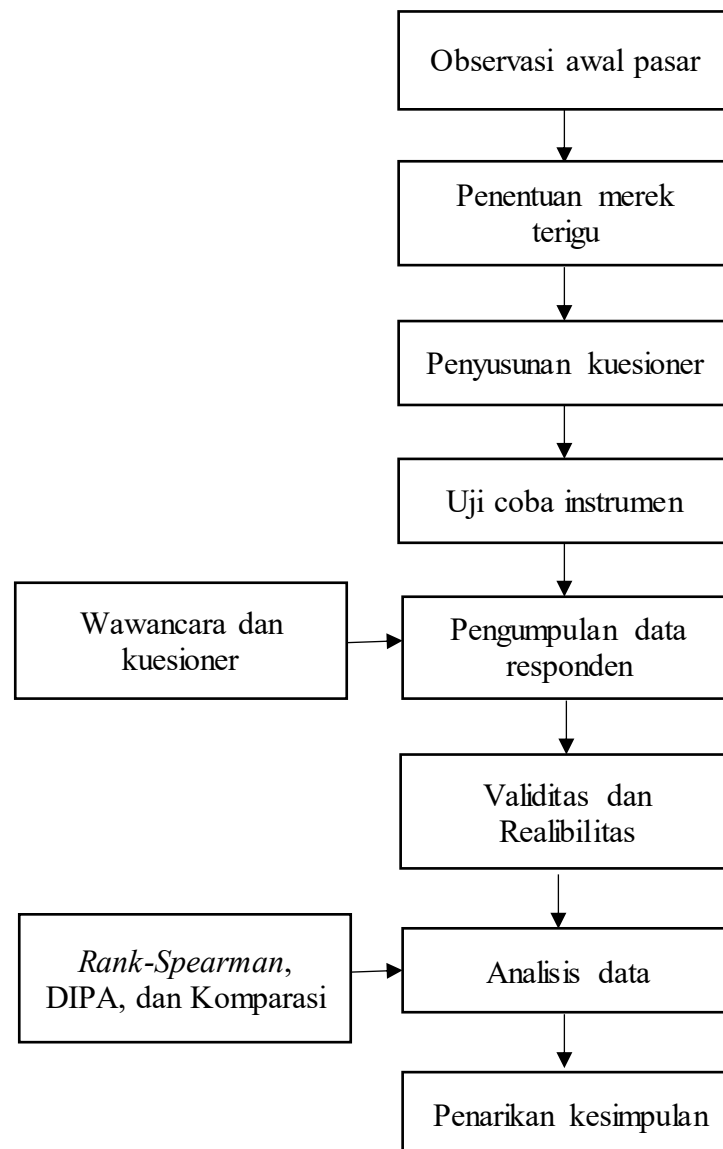 Observasi awal pasar
Penentuan merek
terigu
Penyusunan kuesioner
Uji coba instrumen
Wawancara dan
kuesioner
Pengumpulan data
responden
Validitas dan
Realibilitas
Rank-Spearman,
DIPA, dan Komparasi
Analisis data
Penarikan kesimpulan